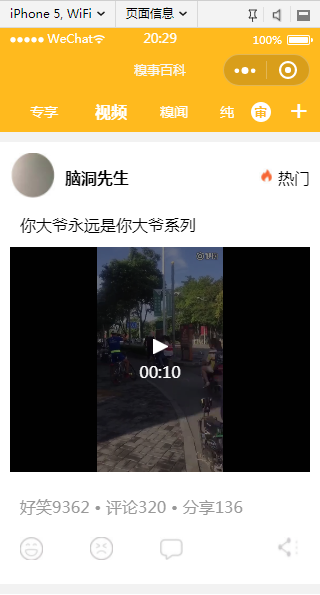 iPhone 5, WiFi 页面信息
WeChat 20:29 100%
糗事百科
专享 视频 糗闻 纯 审
脑洞先生 热门
你大爷永远是你大爷系列
00:10
好笑9362 • 评论320 • 分享136